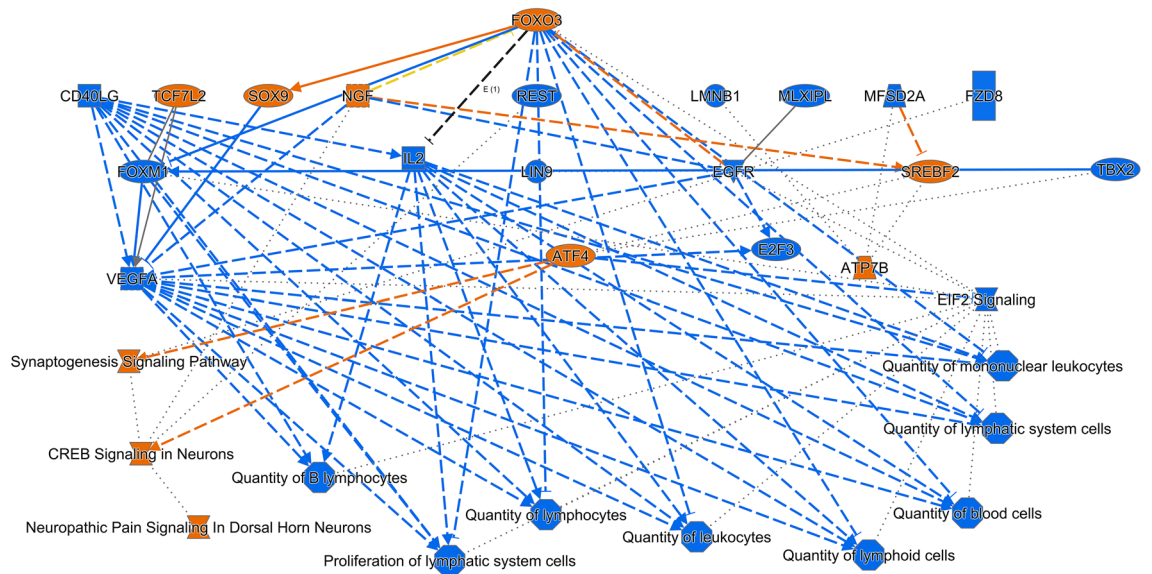 FOXO3
E (1)
CD40LG
TCF7L2
SOX9
NGF
REST
LMNB1
MLXIPL
MFSD2A
FZD8
FOXM1
IL2
LIN9
EGFR
SREBF2
TBX2
ATF4
E2F3
ATP7B
VEGFA
EIF2 Signaling
Synaptogenesis Signaling Pathway
Quantity of mononuclear leukocytes
Quantity of lymphatic system cells
CREB Signaling in Neurons
Quantity of B lymphocytes
Quantity of lymphocytes
Quantity of blood cells
Neuropathic Pain Signaling In Dorsal Horn Neurons
Quantity of leukocytes
Quantity of lymphoid cells
Proliferation of lymphatic system cells